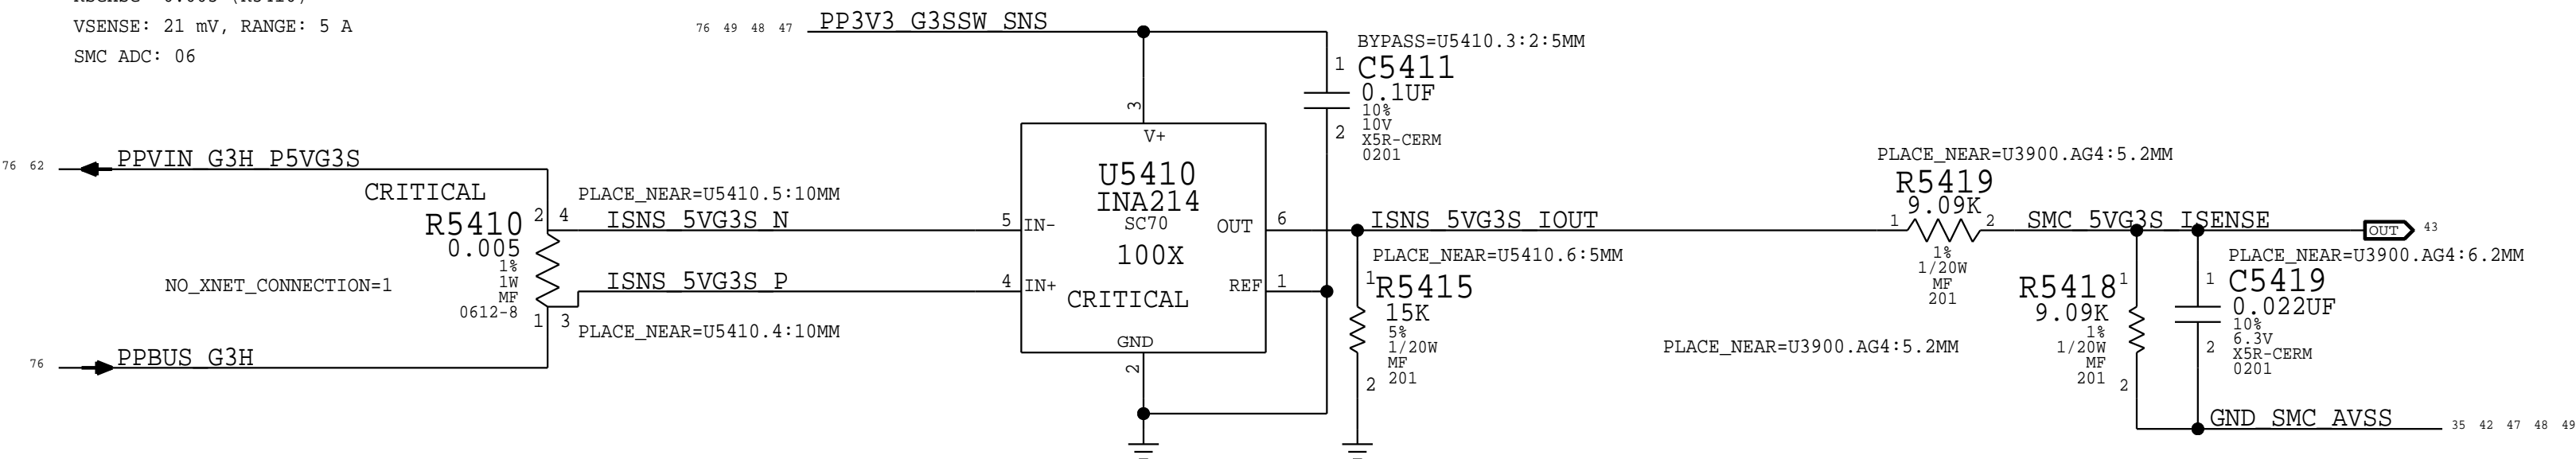 VSENSE: 21 mV, RANGE: 5 A
SMC ADC: 06
76 49 48 47 PP3V3_G3SSW_SNS
BYPASS=U5410.3:2:5MM
1 C5411
0.1UF
10%
10V
2 X5R-CERM
0201
3
V+
U5410
INA214
SC70
100X
CRITICAL
5 IN-
4 IN+
OUT 6
REF 1
GND
2
76 62 PPVIN_G3H_P5VG3S
CRITICAL
R5410
0.005
1%
1W
MF
0612-8
2 4
1 3
NO_XNET_CONNECTION=1
PLACE_NEAR=U5410.5:10MM
ISNS_5VG3S_N
ISNS_5VG3S_P
PLACE_NEAR=U5410.4:10MM
76 PPBUS_G3H
ISNS_5VG3S_IOUT
PLACE_NEAR=U5410.6:5MM
1 R5415
15K
5%
1/20W
MF
2 201
PLACE_NEAR=U3900.AG4:5.2MM
R5419
9.09K
1 2
1%
1/20W
MF
201
SMC_5VG3S_ISENSE
OUT 43
PLACE_NEAR=U3900.AG4:5.2MM
R5418 1
9.09K
1%
1/20W
MF
201 2
PLACE_NEAR=U3900.AG4:6.2MM
1 C5419
0.022UF
10%
6.3V
2 X5R-CERM
0201
GND_SMC_AVSS 35 42 47 48 49